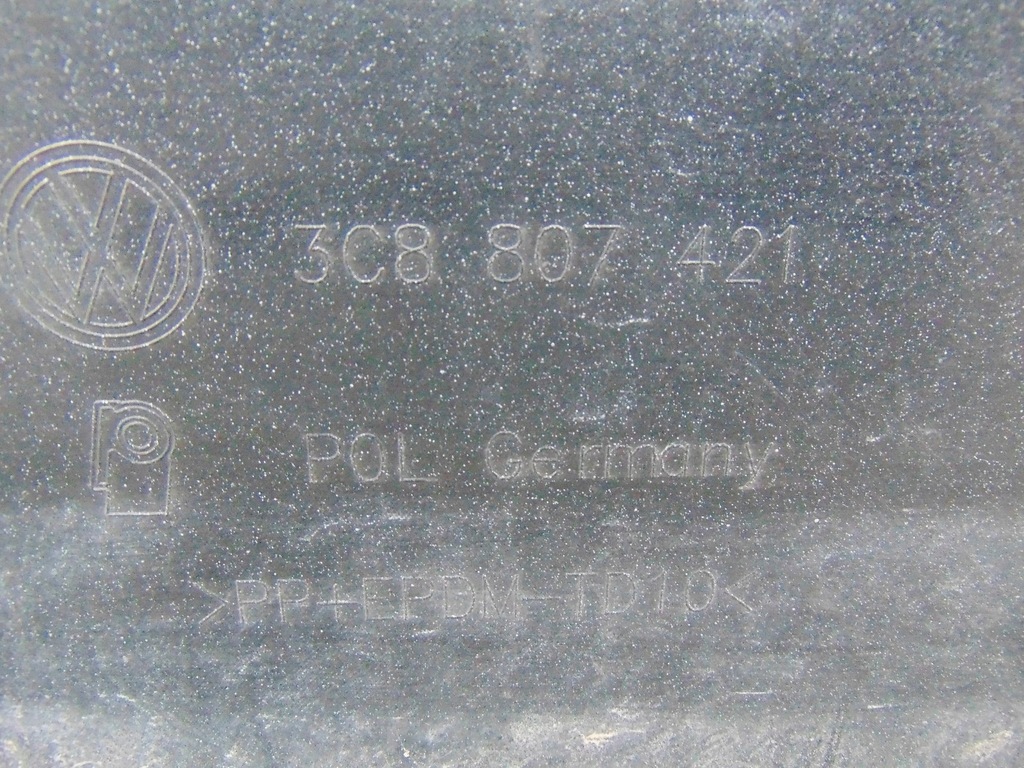 3C8 807 421
POL Germany
>PP+EPDM-TD10<